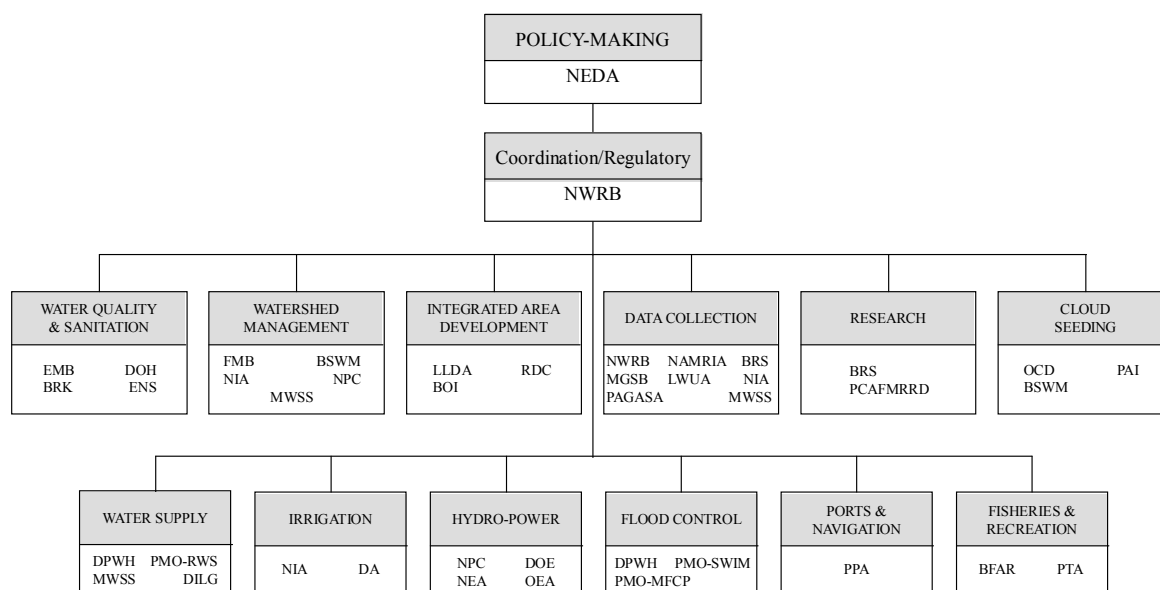 POLICY-MAKING
NEDA
Coordination/Regulatory
NWRB
WATER QUALITY
& SANITATION
EMB DOH
BRK ENS
WATERSHED
MANAGEMENT
FMB BSWM
NIA NPC
MWSS
INTEGRATED AREA
DEVELOPMENT
LLDA RDC
BOI
DATA COLLECTION
NWRB NAMRIA BRS
MGSB LWUA NIA
PAGASA MWSS
RESEARCH
BRS
PCAFMRRD
CLOUD
SEEDING
OCD PAI
BSWM
WATER SUPPLY
DPWH PMO-RWS
MWSS DILG
IRRIGATION
NIA DA
HYDRO-POWER
NPC DOE
NEA OEA
FLOOD CONTROL
DPWH PMO-SWIM
PMO-MFCP
PORTS &
NAVIGATION
PPA
FISHERIES &
RECREATION
BFAR PTA